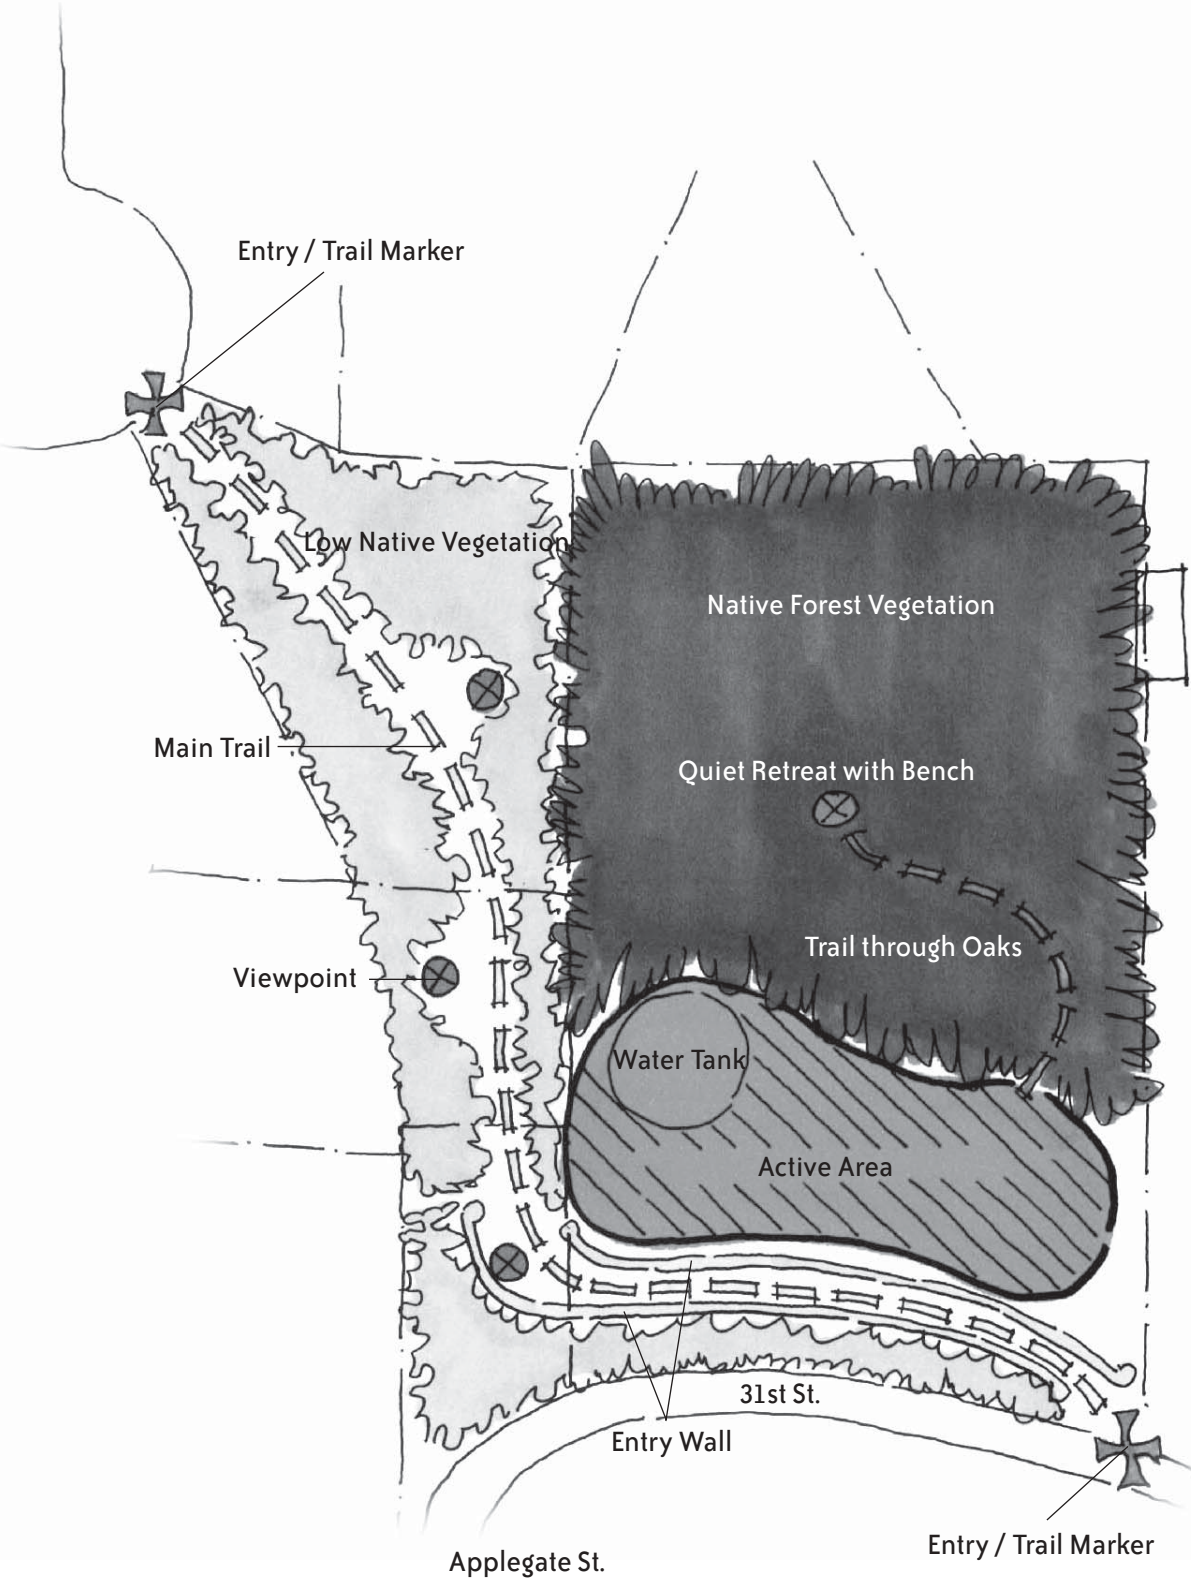 Entry / Trail Marker
Low Native Vegetation
Native Forest Vegetation
Main Trail
Quiet Retreat with Bench
Trail through Oaks
Viewpoint
Water Tank
Active Area
31st St.
Entry Wall
Entry / Trail Marker
Applegate St.